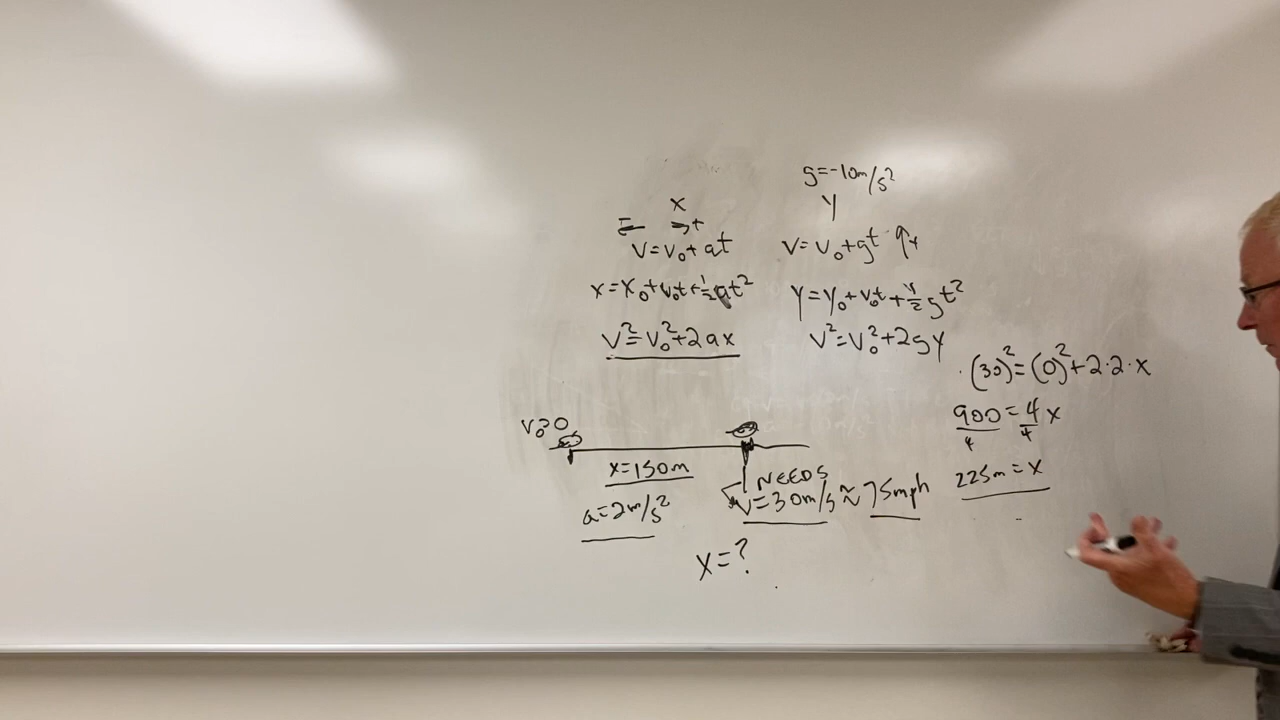 x
- → +
v=v₀+at
x=x₀+v₀t+½at²
v²=v₀²+2ax
g=-10m/s²
y
v=v₀+gt ↑+
y=y₀+v₀t+½gt²
v²=v₀²+2gy
(30)²=(0)²+2·2·x
900/4=4/4 x
225m=x
v₀=0
x=150m
a=2m/s²
NEEDS
v=30m/s≈75mph
x=?